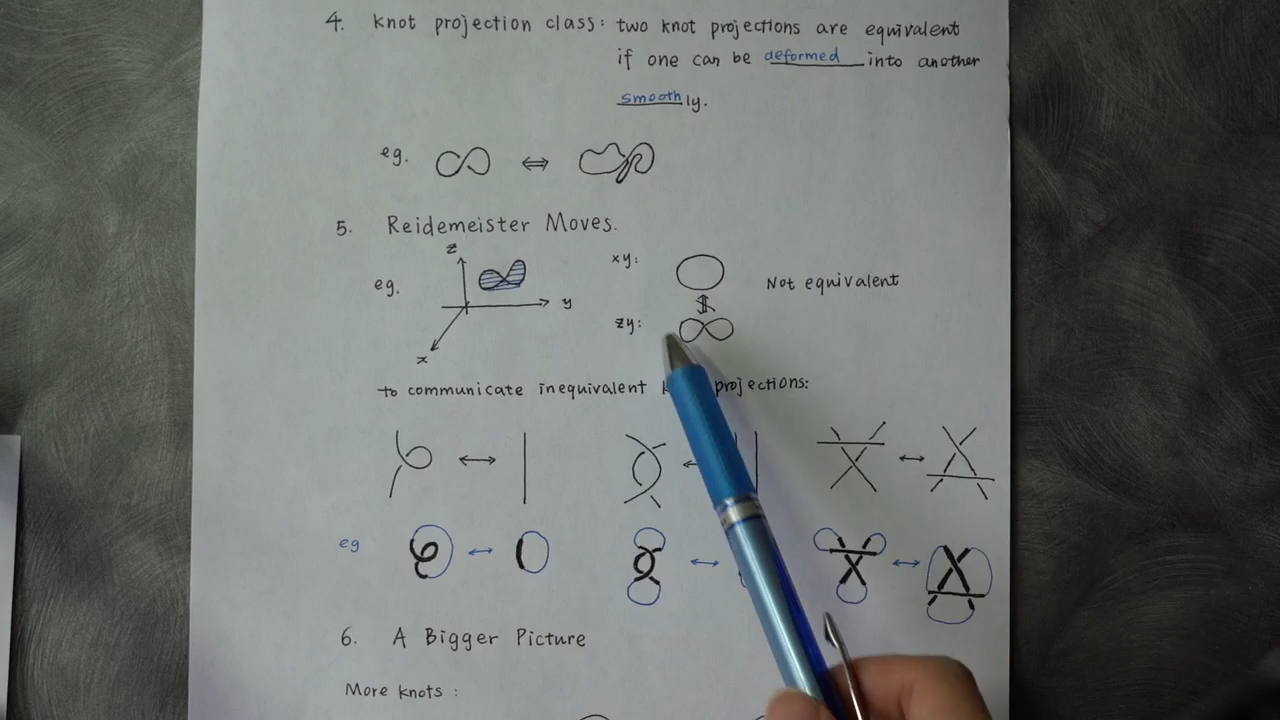 4. knot projection class: two knot projections are equivalent
if one can be deformed into another
smoothly.
eg.
5. Reidemeister Moves.
eg.
z
y
x
xy:
zy:
Not equivalent
to communicate inequivalent projections:
eg
6. A Bigger Picture
More knots: